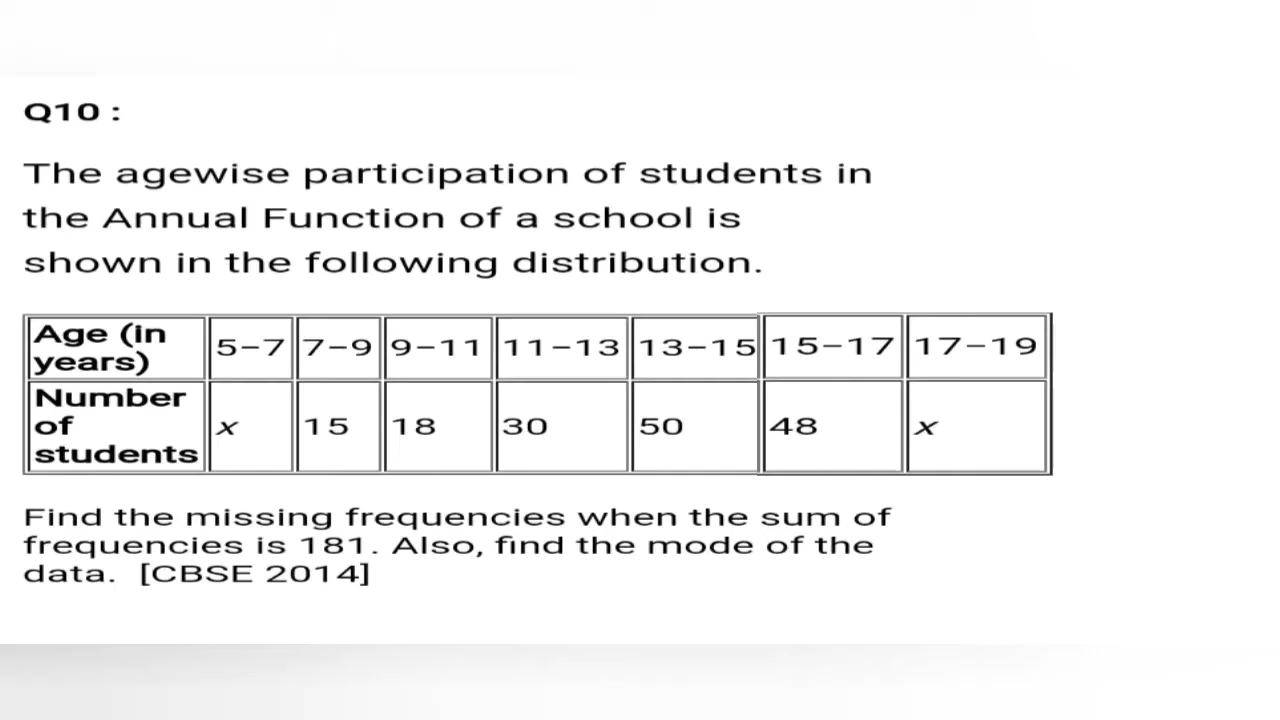 Q10 :
The agewise participation of students in
the Annual Function of a school is
shown in the following distribution.
Age (in years) 5–7 7–9 9–11 11–13 13–15 15–17 17–19
Number of students x 15 18 30 50 48 x
Find the missing frequencies when the sum of
frequencies is 181. Also, find the mode of the
data. [CBSE 2014]